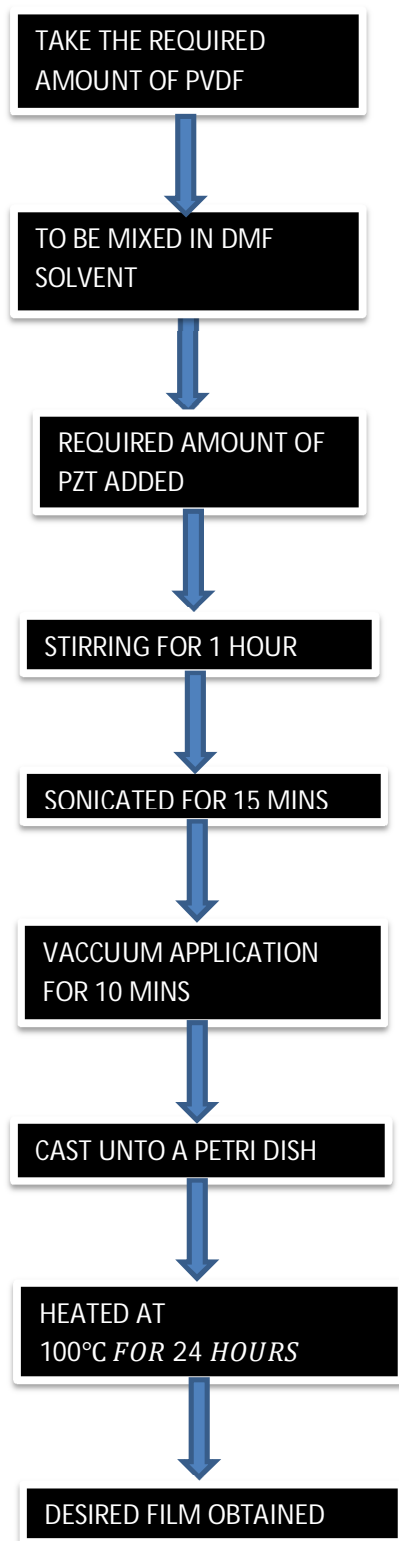 TAKE THE REQUIRED
AMOUNT OF PVDF
TO BE MIXED IN DMF
SOLVENT
REQUIRED AMOUNT OF
PZT ADDED
STIRRING FOR 1 HOUR
SONICATED FOR 15 MINS
VACCUUM APPLICATION
FOR 10 MINS
CAST UNTO A PETRI DISH
HEATED AT
100°C FOR 24 HOURS
DESIRED FILM OBTAINED